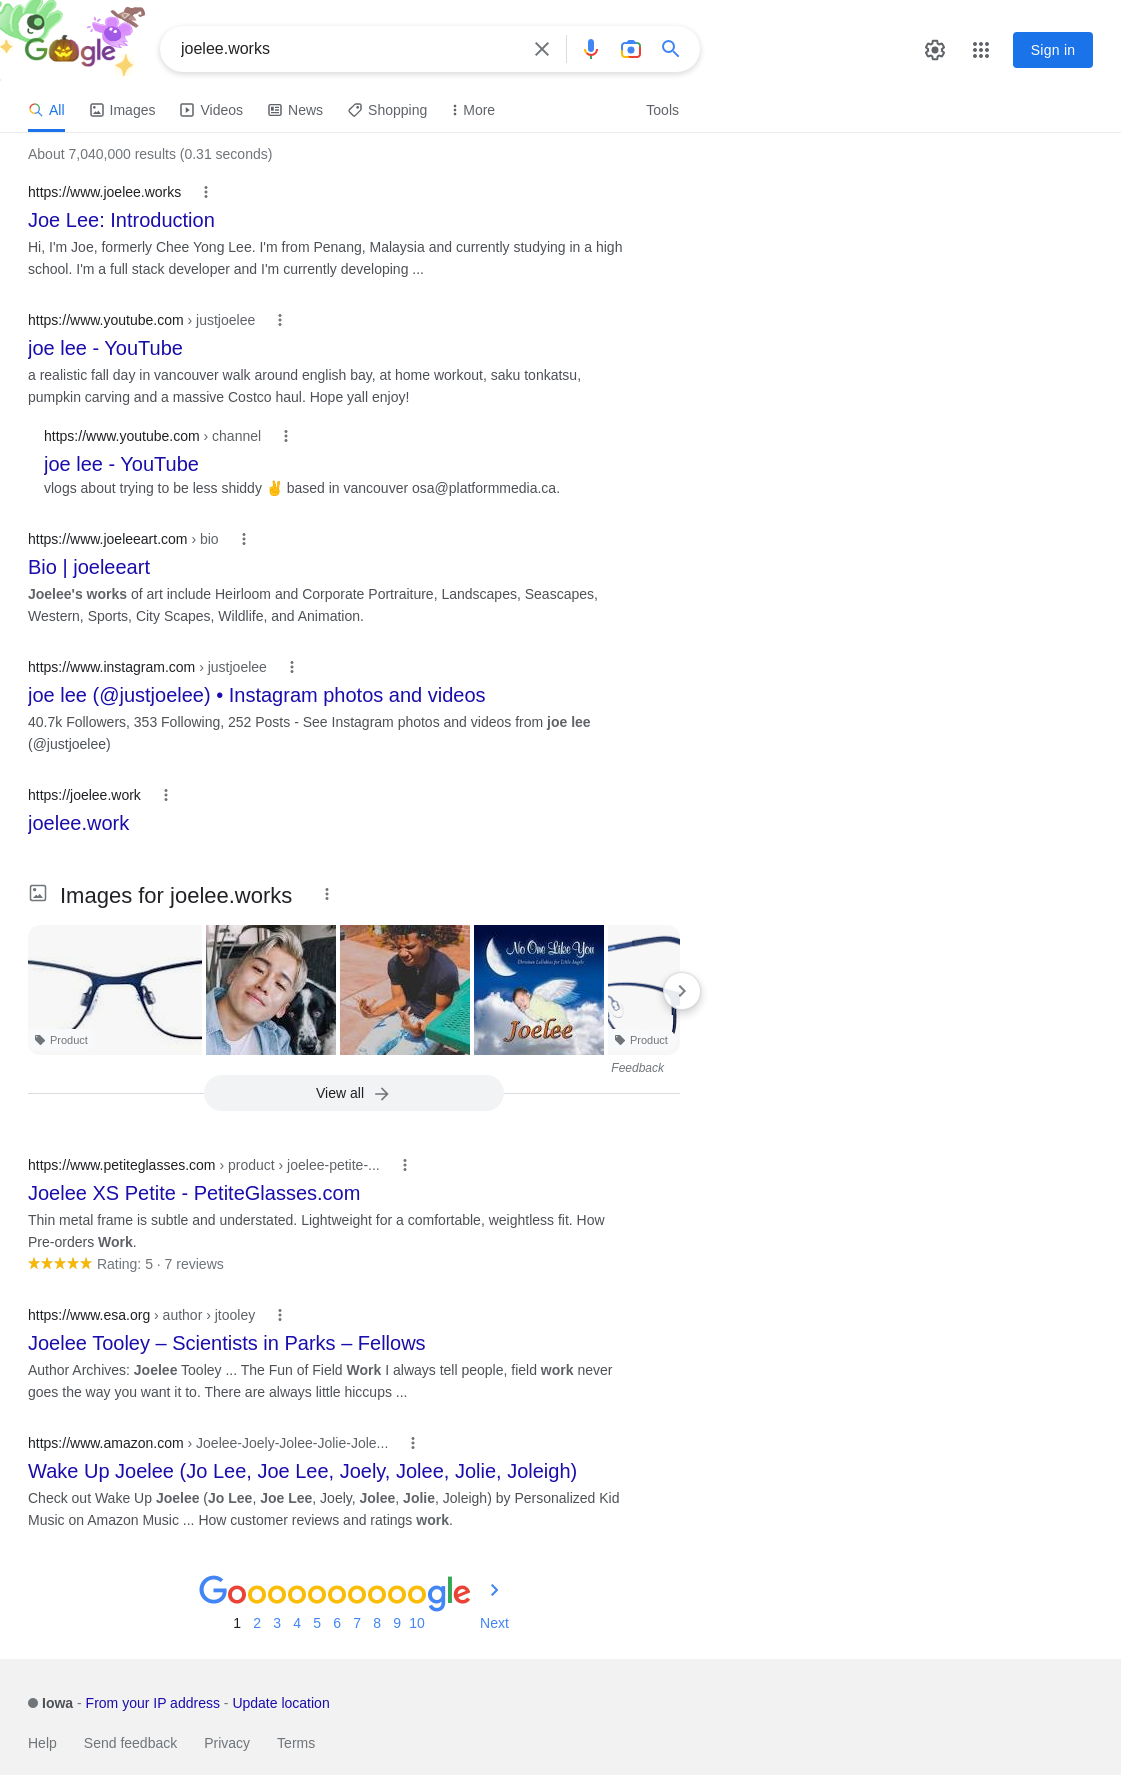 Google
joelee.works
Sign in
All Images Videos News Shopping More Tools
About 7,040,000 results (0.31 seconds)
https://www.joelee.works
Joe Lee: Introduction
Hi, I'm Joe, formerly Chee Yong Lee. I'm from Penang, Malaysia and currently studying in a high
school. I'm a full stack developer and I'm currently developing ...
https://www.youtube.com › justjoelee
joe lee - YouTube
a realistic fall day in vancouver walk around english bay, at home workout, saku tonkatsu,
pumpkin carving and a massive Costco haul. Hope yall enjoy!
https://www.youtube.com › channel
joe lee - YouTube
vlogs about trying to be less shiddy ✌️ based in vancouver osa@platformmedia.ca.
https://www.joeleeart.com › bio
Bio | joeleeart
Joelee's works of art include Heirloom and Corporate Portraiture, Landscapes, Seascapes,
Western, Sports, City Scapes, Wildlife, and Animation.
https://www.instagram.com › justjoelee
joe lee (@justjoelee) • Instagram photos and videos
40.7k Followers, 353 Following, 252 Posts - See Instagram photos and videos from joe lee
(@justjoelee)
https://joelee.work
joelee.work
Images for joelee.works
No One Like You
Christian Lullabies for Little Angels
Joelee
Product
Product
Feedback
View all
https://www.petiteglasses.com › product › joelee-petite-...
Joelee XS Petite - PetiteGlasses.com
Thin metal frame is subtle and understated. Lightweight for a comfortable, weightless fit. How
Pre-orders Work.
Rating: 5 · 7 reviews
https://www.esa.org › author › jtooley
Joelee Tooley – Scientists in Parks – Fellows
Author Archives: Joelee Tooley ... The Fun of Field Work I always tell people, field work never
goes the way you want it to. There are always little hiccups ...
https://www.amazon.com › Joelee-Joely-Jolee-Jolie-Jole...
Wake Up Joelee (Jo Lee, Joe Lee, Joely, Jolee, Jolie, Joleigh)
Check out Wake Up Joelee (Jo Lee, Joe Lee, Joely, Jolee, Jolie, Joleigh) by Personalized Kid
Music on Amazon Music ... How customer reviews and ratings work.
Goooooooooogle
1 2 3 4 5 6 7 8 9 10 Next
Iowa - From your IP address - Update location
Help Send feedback Privacy Terms